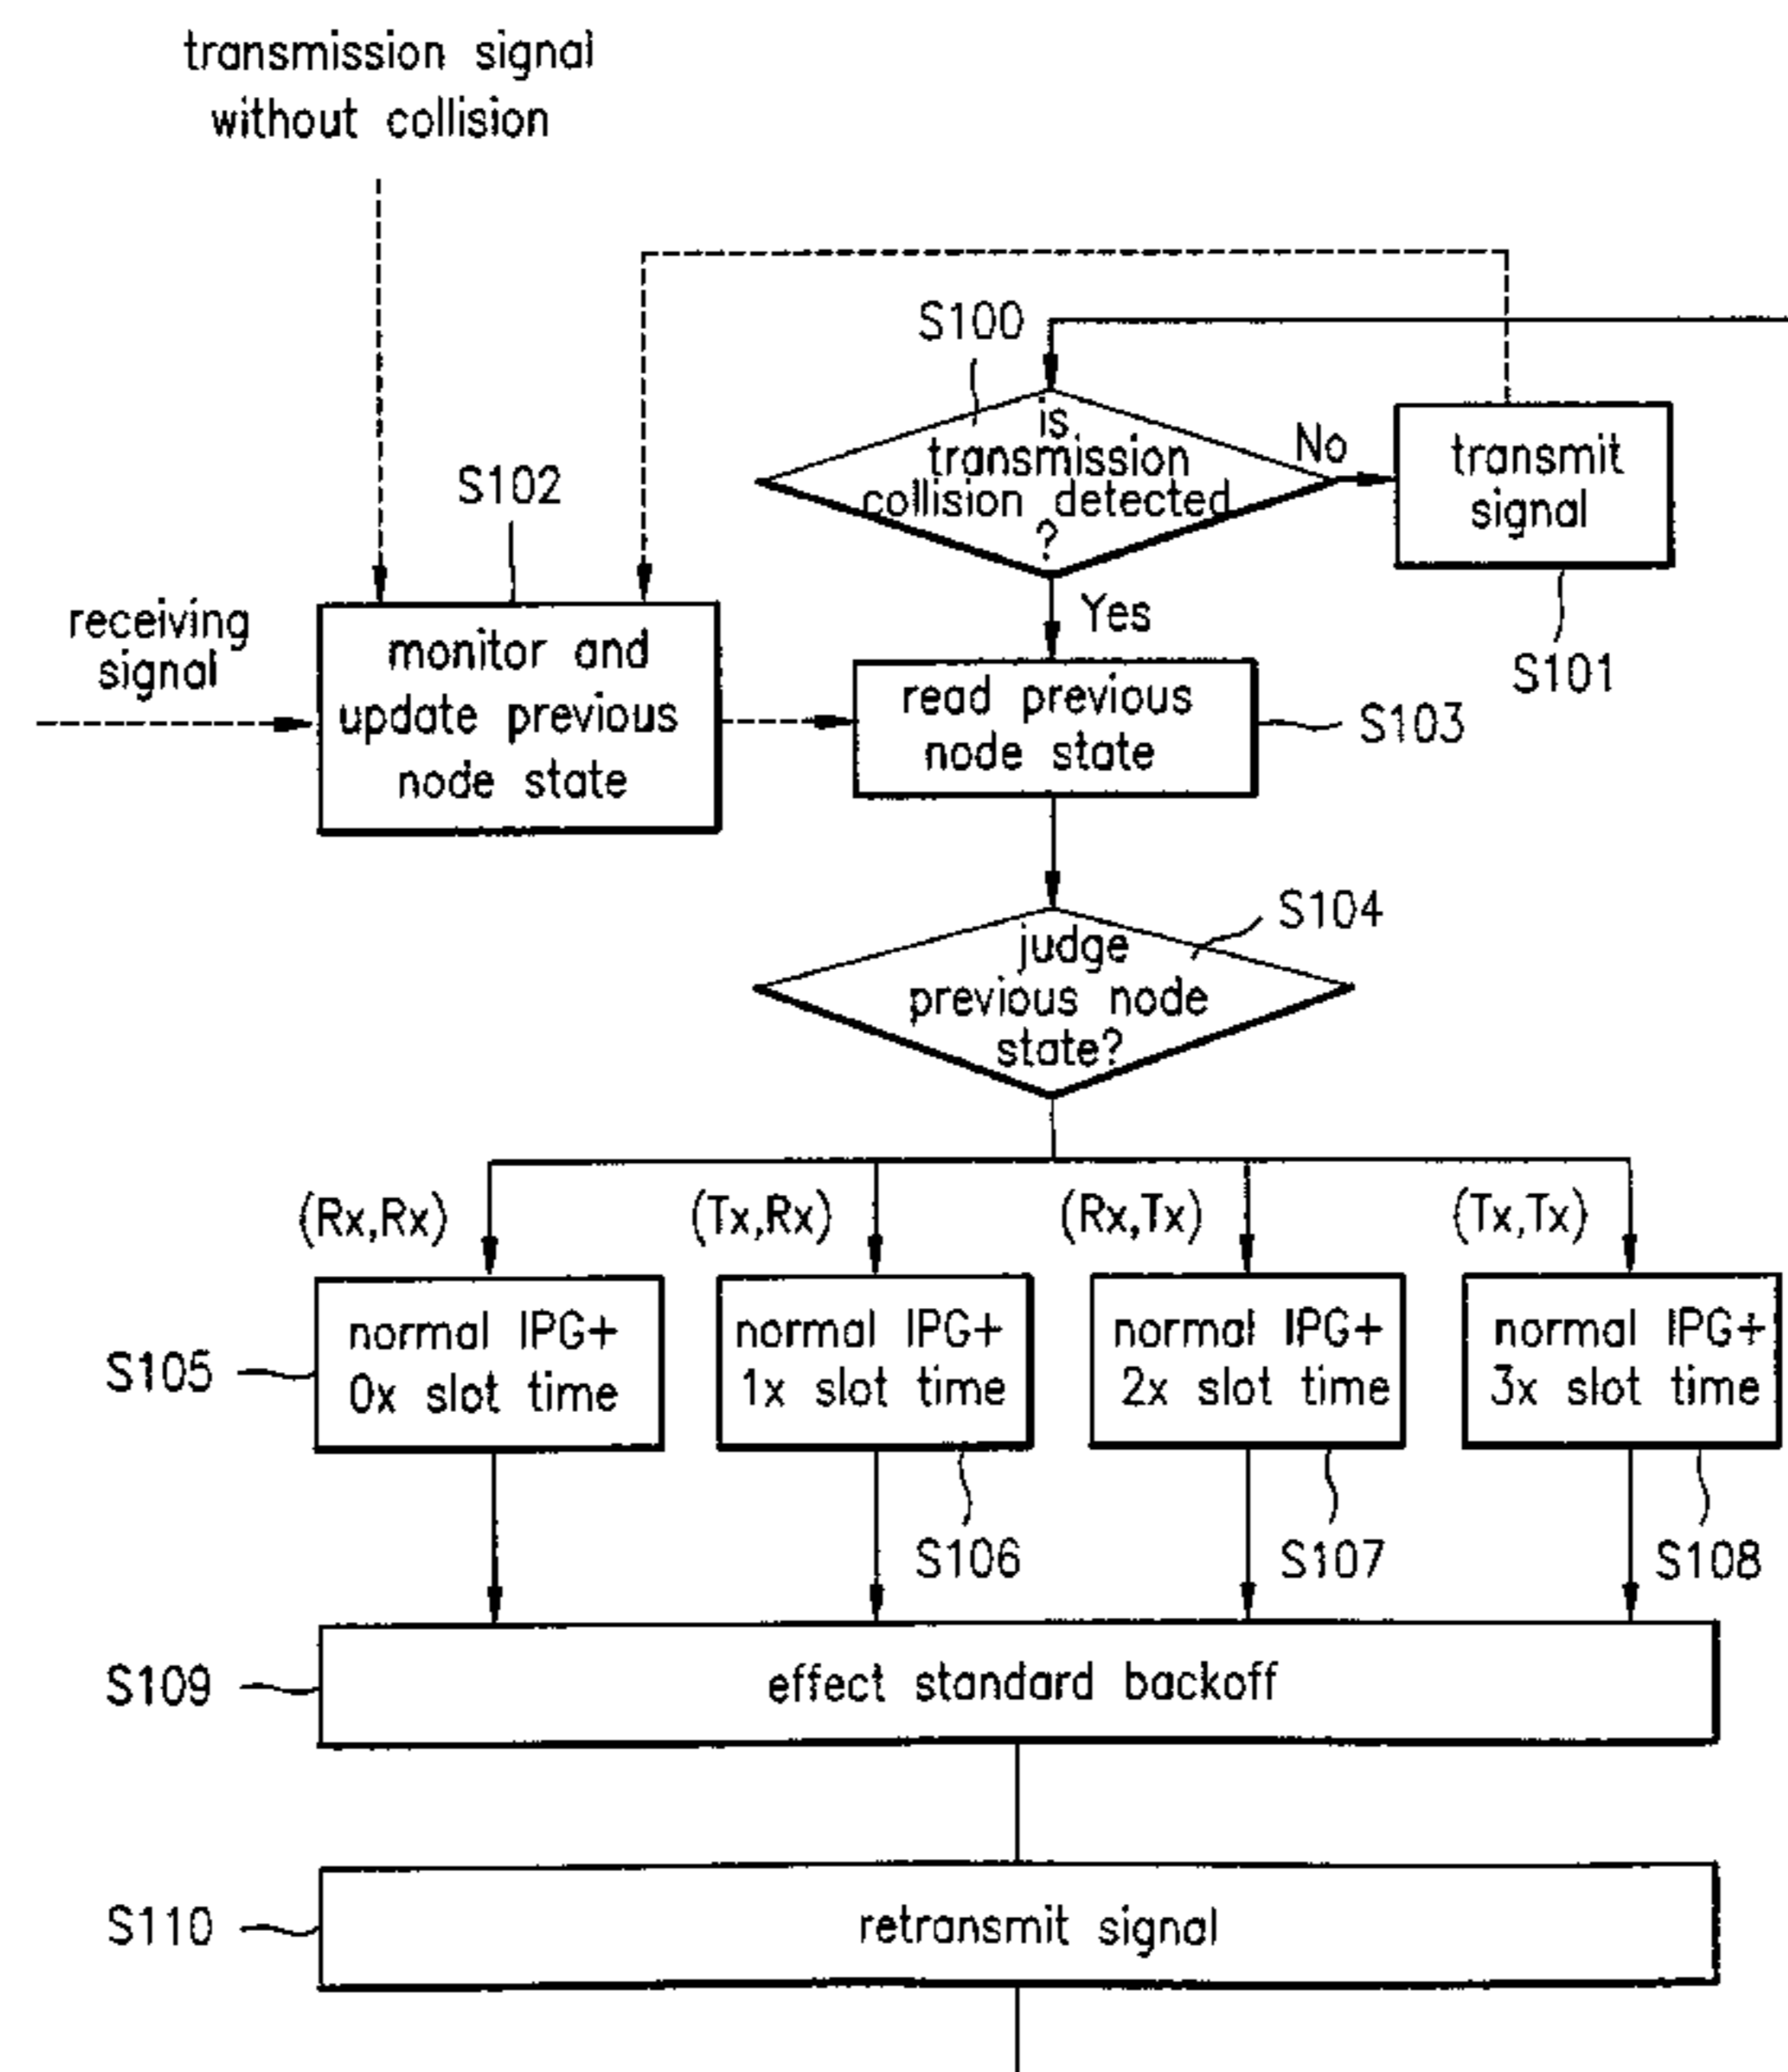 transmission signal
without collision
S100
is
transmission
collision detected
?
No
transmit
signal
S101
S102
receiving
signal
monitor and
update previous
node state
Yes
read previous
node state
S103
S104
judge
previous node
state?
(Rx,Rx)
(Tx,Rx)
(Rx,Tx)
(Tx,Tx)
S105
normal IPG+
0x slot time
normal IPG+
1x slot time
normal IPG+
2x slot time
normal IPG+
3x slot time
S106
S107
S108
S109
effect standard backoff
S110
retransmit signal